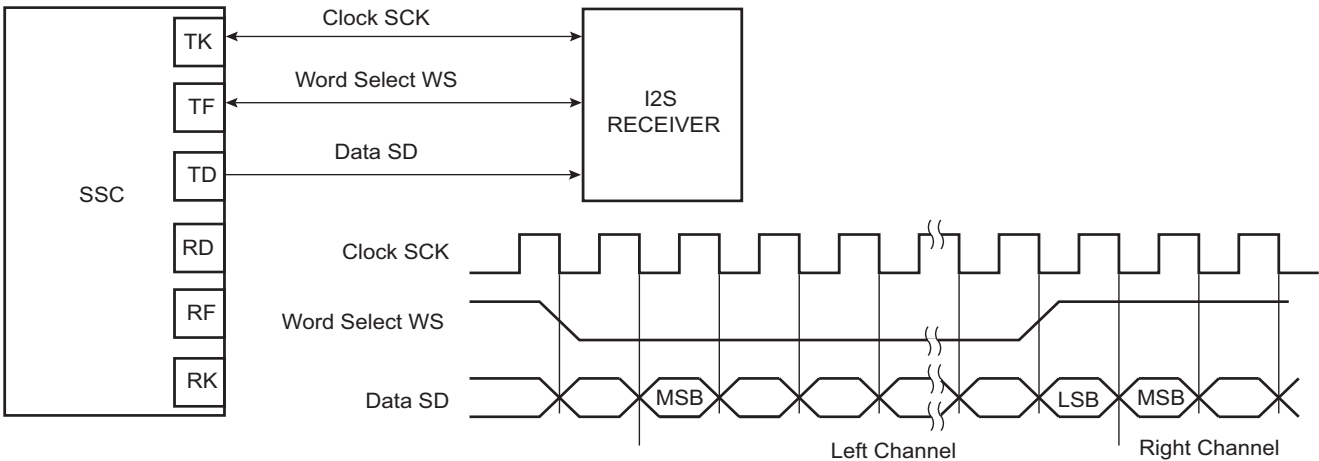 SSC
TK
TF
TD
RD
RF
RK
Clock SCK
Word Select WS
Data SD
I2S
RECEIVER
Clock SCK
Word Select WS
Data SD
MSB
LSB
MSB
Left Channel
Right Channel